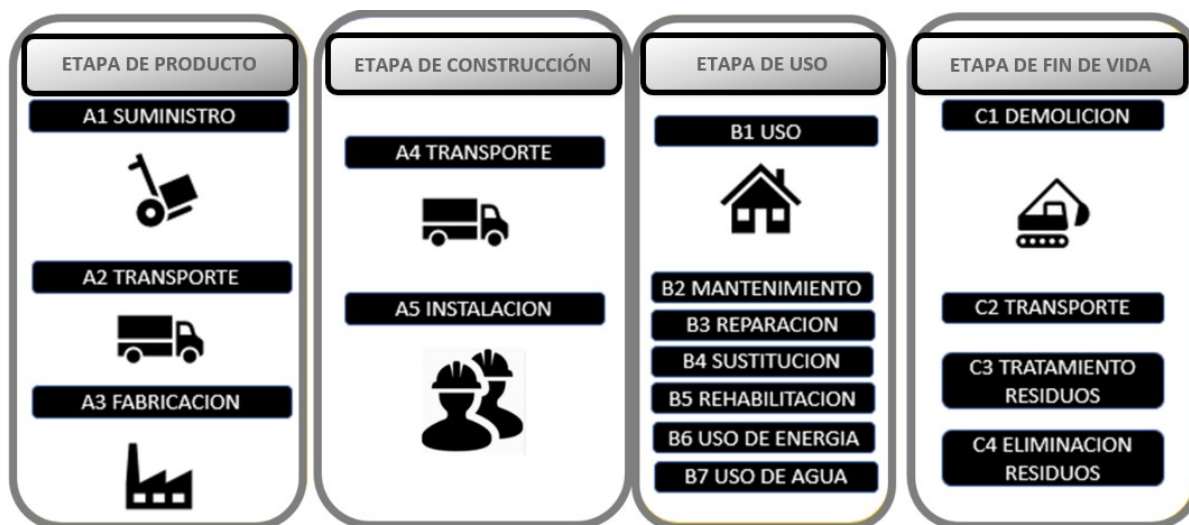 ETAPA DE PRODUCTO
A1 SUMINISTRO
A2 TRANSPORTE
A3 FABRICACION
ETAPA DE CONSTRUCCIÓN
A4 TRANSPORTE
A5 INSTALACION
ETAPA DE USO
B1 USO
B2 MANTENIMIENTO
B3 REPARACION
B4 SUSTITUCION
B5 REHABILITACION
B6 USO DE ENERGIA
B7 USO DE AGUA
ETAPA DE FIN DE VIDA
C1 DEMOLICION
C2 TRANSPORTE
C3 TRATAMIENTO
RESIDUOS
C4 ELIMINACION
RESIDUOS